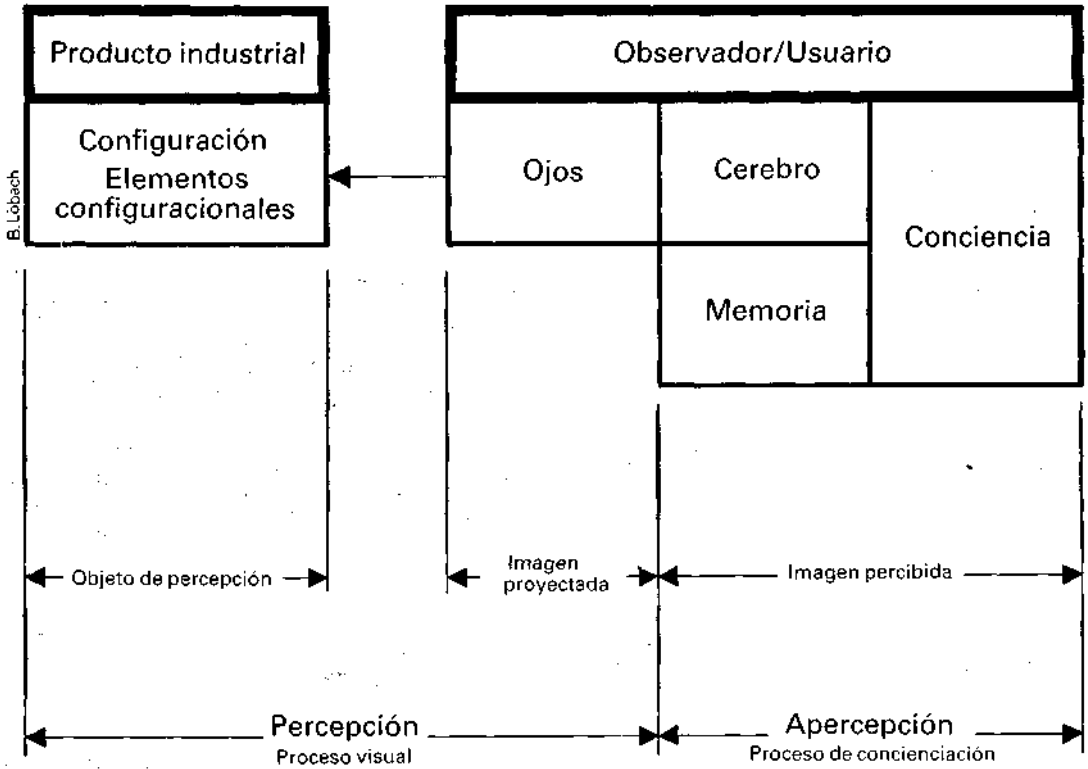 Producto industrial
Observador/Usuario
Configuración
Elementos
configuracionales
Ojos
Cerebro
Conciencia
Memoria
B. Löbach
Objeto de percepción
Imagen
proyectada
Imagen percibida
Percepción
Proceso visual
Apercepción
Proceso de concienciación